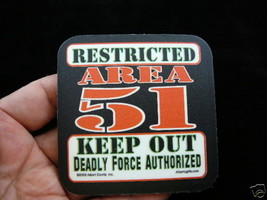 RESTRICTED
AREA
51
KEEP OUT
DEADLY FORCE AUTHORIZED